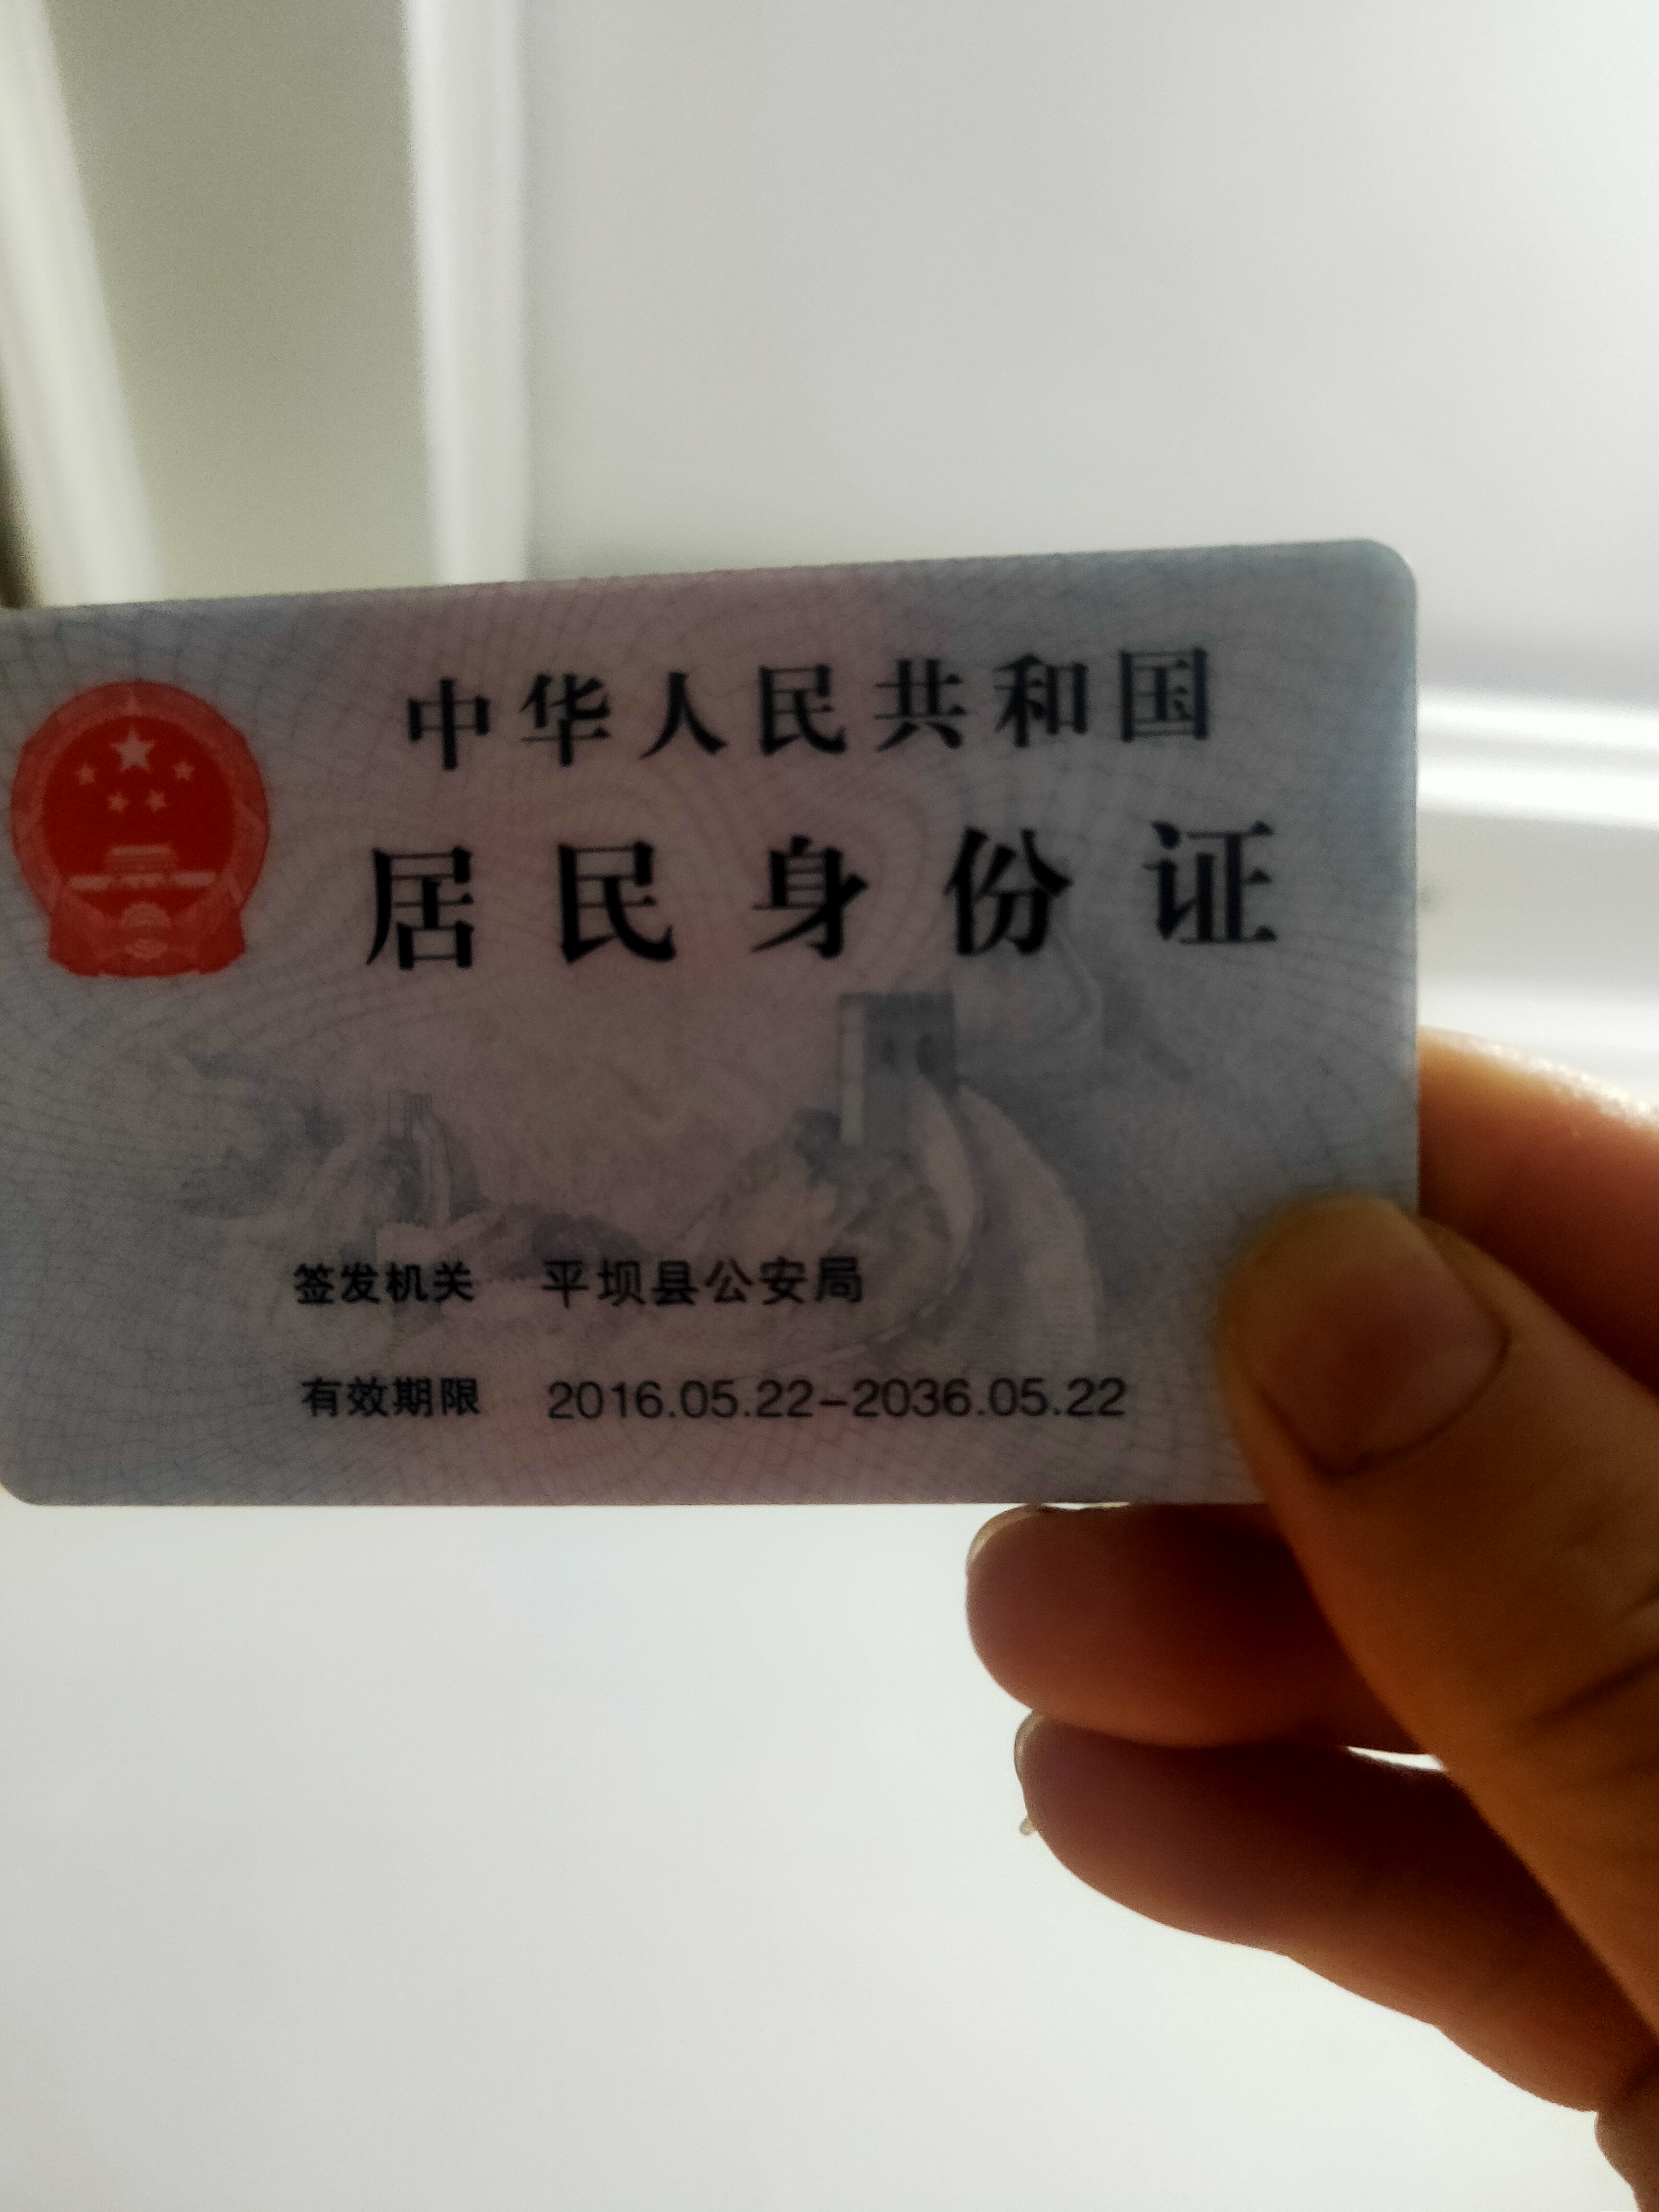 中华人民共和国
居民身份证
签发机关 平坝县公安局
有效期限 2016.05.22-2036.05.22